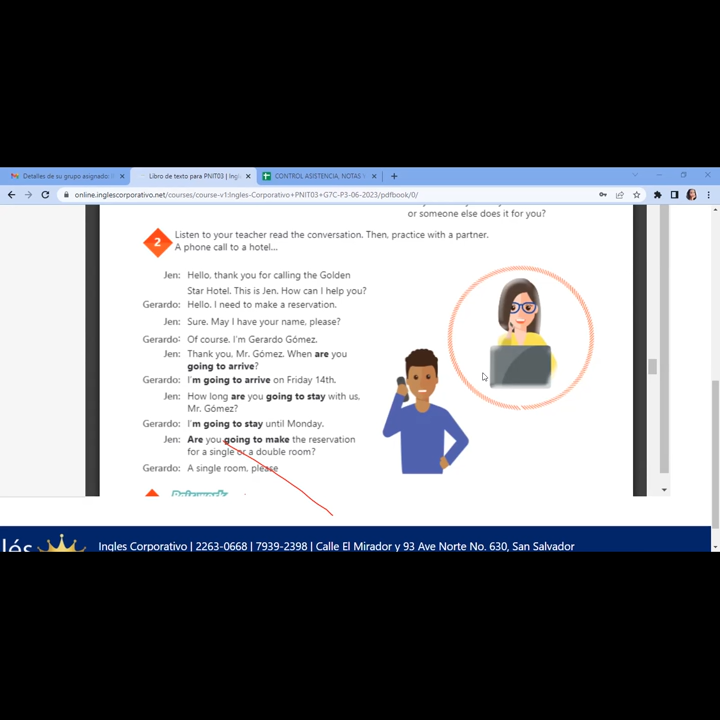 Detalles de su grupo asignado:
Libro de texto para PNIT03 | Ingl
CONTROL ASISTENCIA, NOTAS
online.inglescorporativo.net/courses/course-v1:Ingles-Corporativo+PNIT03+G7C-P3-06-2023/pdfbook/0/
or someone else does it for you?
2
Listen to your teacher read the conversation. Then, practice with a partner.
A phone call to a hotel...
Jen: Hello, thank you for calling the Golden
Star Hotel. This is Jen. How can I help you?
Gerardo: Hello. I need to make a reservation.
Jen: Sure. May I have your name, please?
Gerardo: Of course. I'm Gerardo Gómez.
Jen: Thank you, Mr. Gómez. When are you
going to arrive?
Gerardo: I'm going to arrive on Friday 14th.
Jen: How long are you going to stay with us,
Mr. Gómez?
Gerardo: I'm going to stay until Monday.
Jen: Are you going to make the reservation
for a single or a double room?
Gerardo: A single room, please
lés
Ingles Corporativo | 2263-0668 | 7939-2398 | Calle El Mirador y 93 Ave Norte No. 630, San Salvador